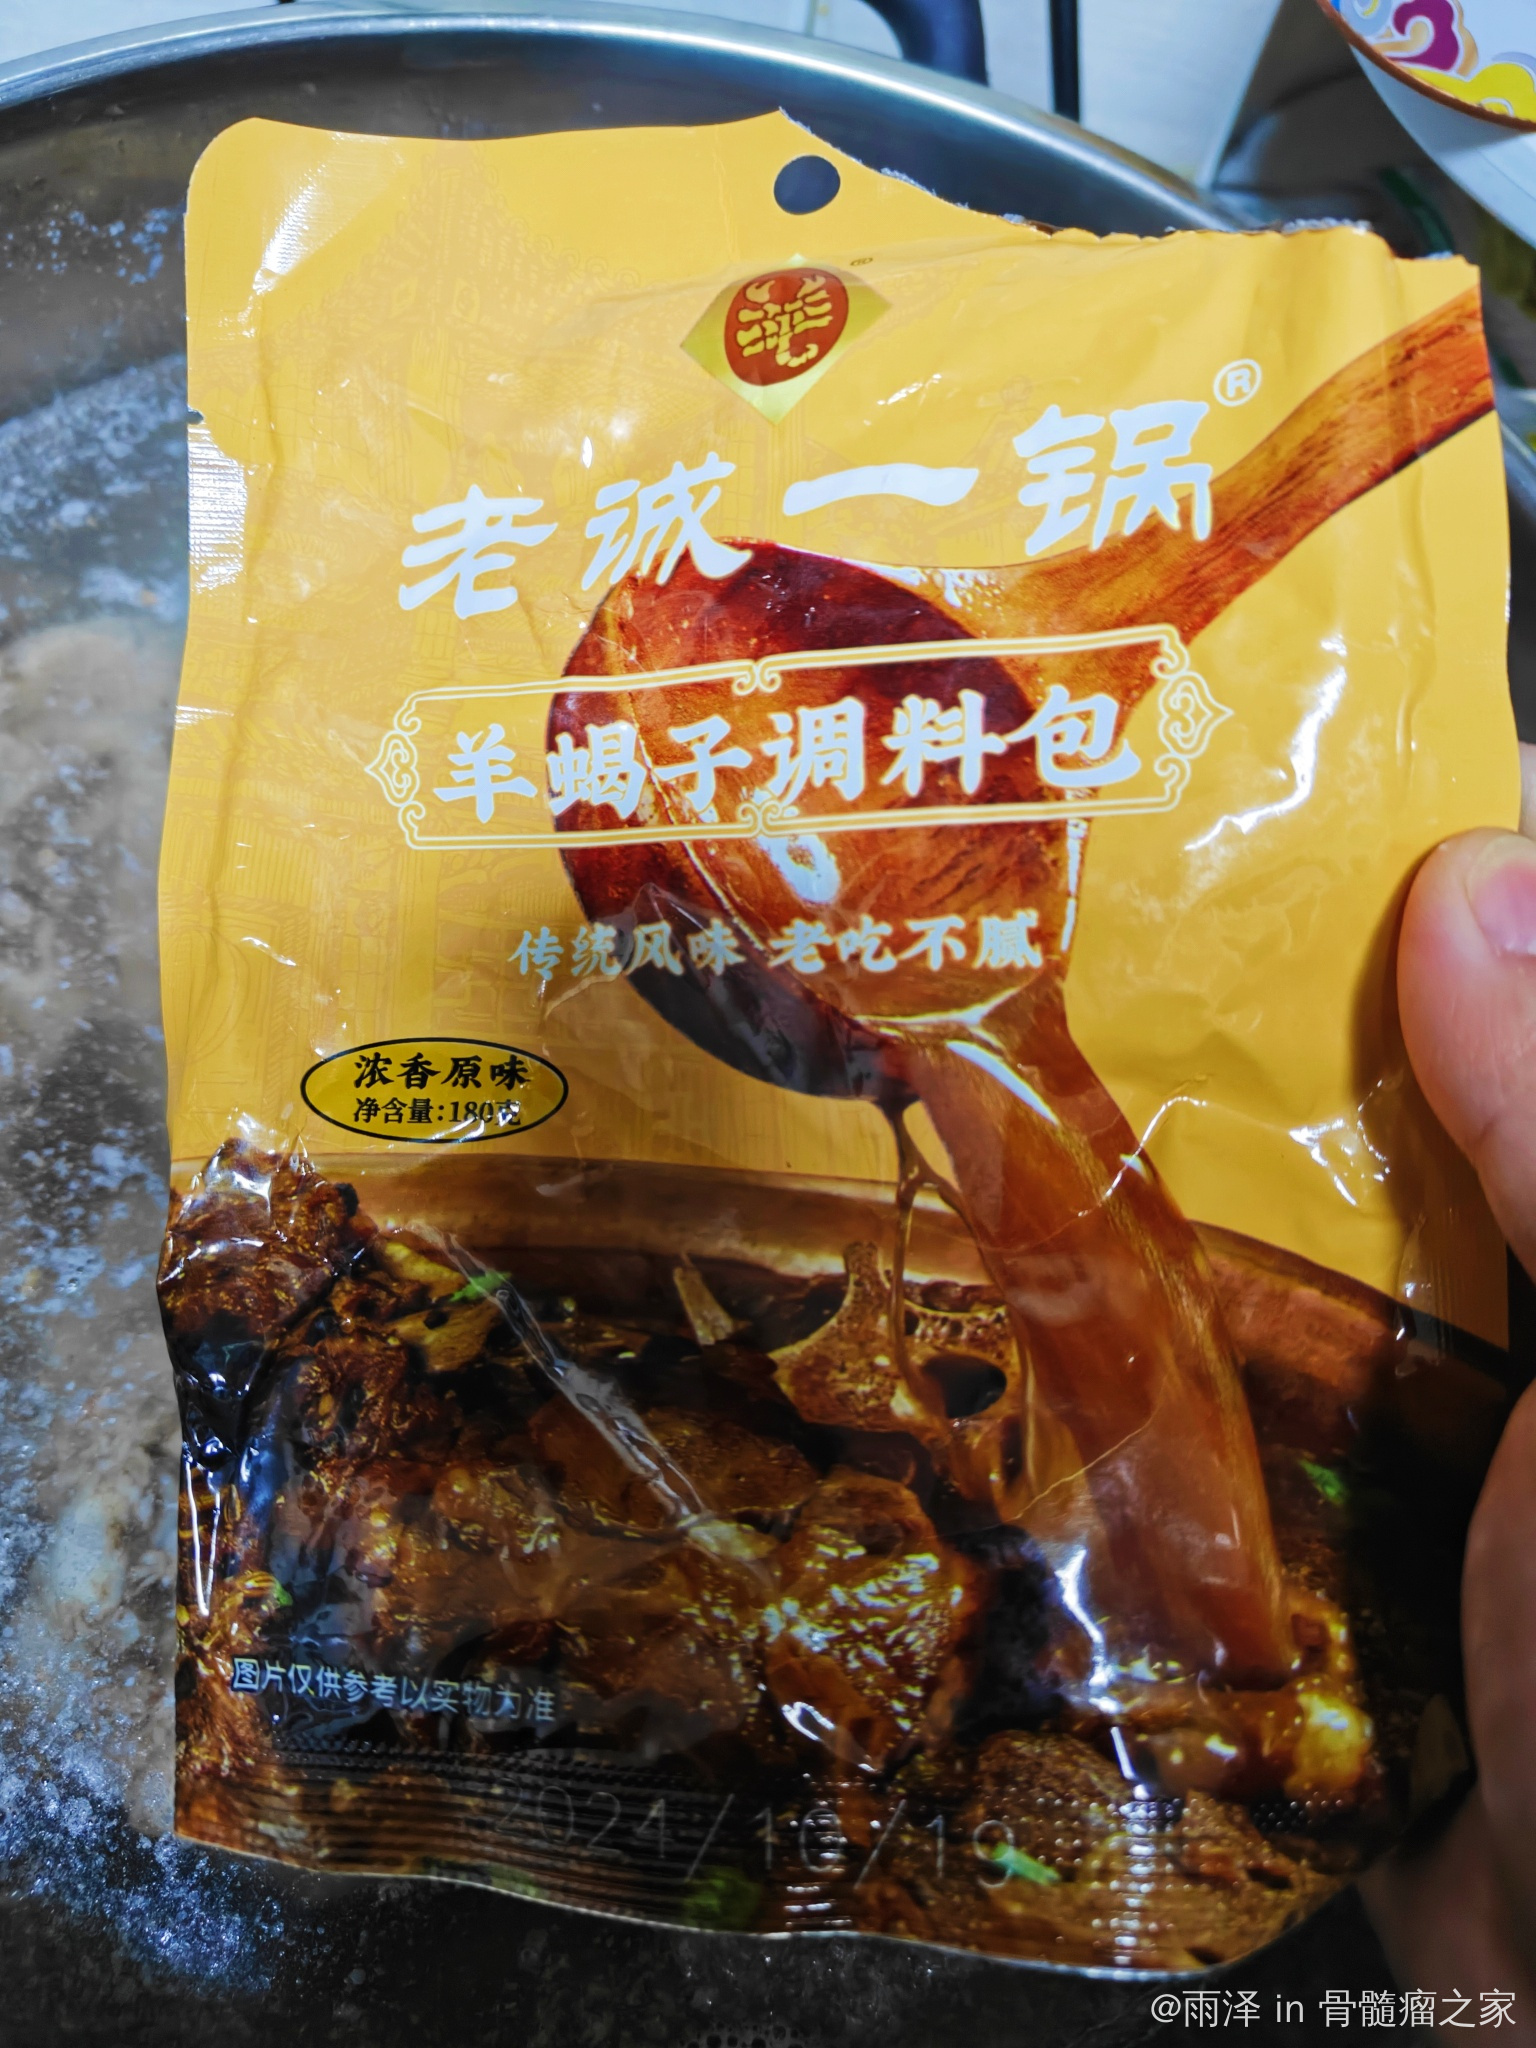 老诚一锅®
羊蝎子调料包
传统风味 老吃不腻
浓香原味
净含量:180克
图片仅供参考以实物为准
2024/10/19
@雨泽 in 骨髓瘤之家